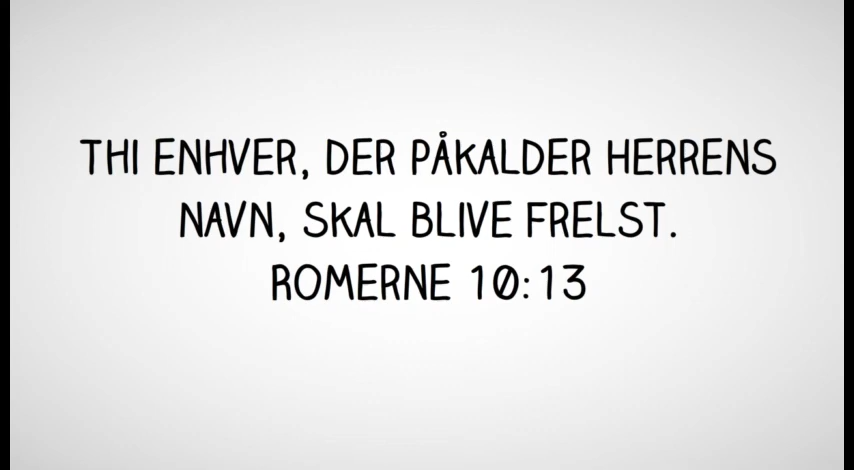 THI ENHVER, DER PÅKALDER HERRENS
NAVN, SKAL BLIVE FRELST.
ROMERNE 10:13